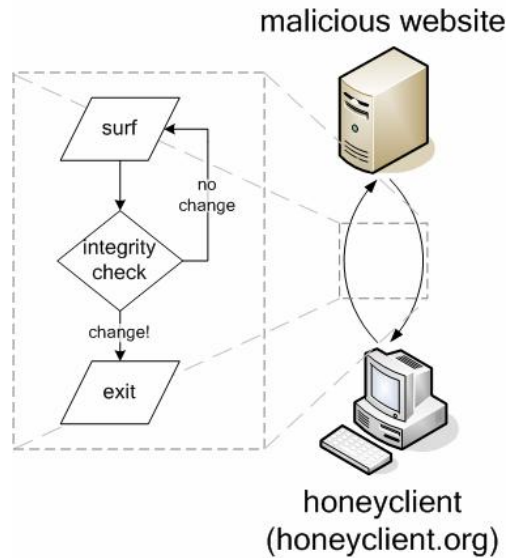 malicious website
surf
no
change
integrity
check
change!
exit
honeyclient
(honeyclient.org)